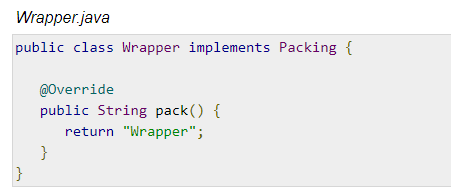 Wrapper.java
public class Wrapper implements Packing {
@Override
public String pack() {
return "Wrapper";
}
}